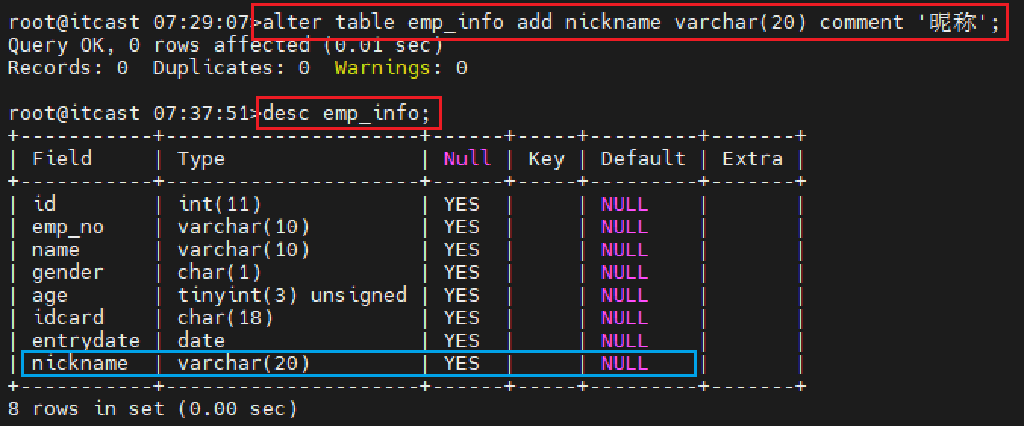 root@itcast 07:29:07>alter table emp_info add nickname varchar(20) comment '昵称';
Query OK, 0 rows affected (0.01 sec)
Records: 0  Duplicates: 0  Warnings: 0

root@itcast 07:37:51>desc emp_info;
+-----------+---------------------+------+-----+---------+-------+
| Field     | Type                | Null | Key | Default | Extra |
+-----------+---------------------+------+-----+---------+-------+
| id        | int(11)             | YES  |     | NULL    |       |
| emp_no    | varchar(10)         | YES  |     | NULL    |       |
| name      | varchar(10)         | YES  |     | NULL    |       |
| gender    | char(1)             | YES  |     | NULL    |       |
| age       | tinyint(3) unsigned | YES  |     | NULL    |       |
| idcard    | char(18)            | YES  |     | NULL    |       |
| entrydate | date                | YES  |     | NULL    |       |
| nickname  | varchar(20)         | YES  |     | NULL    |       |
+-----------+---------------------+------+-----+---------+-------+
8 rows in set (0.00 sec)